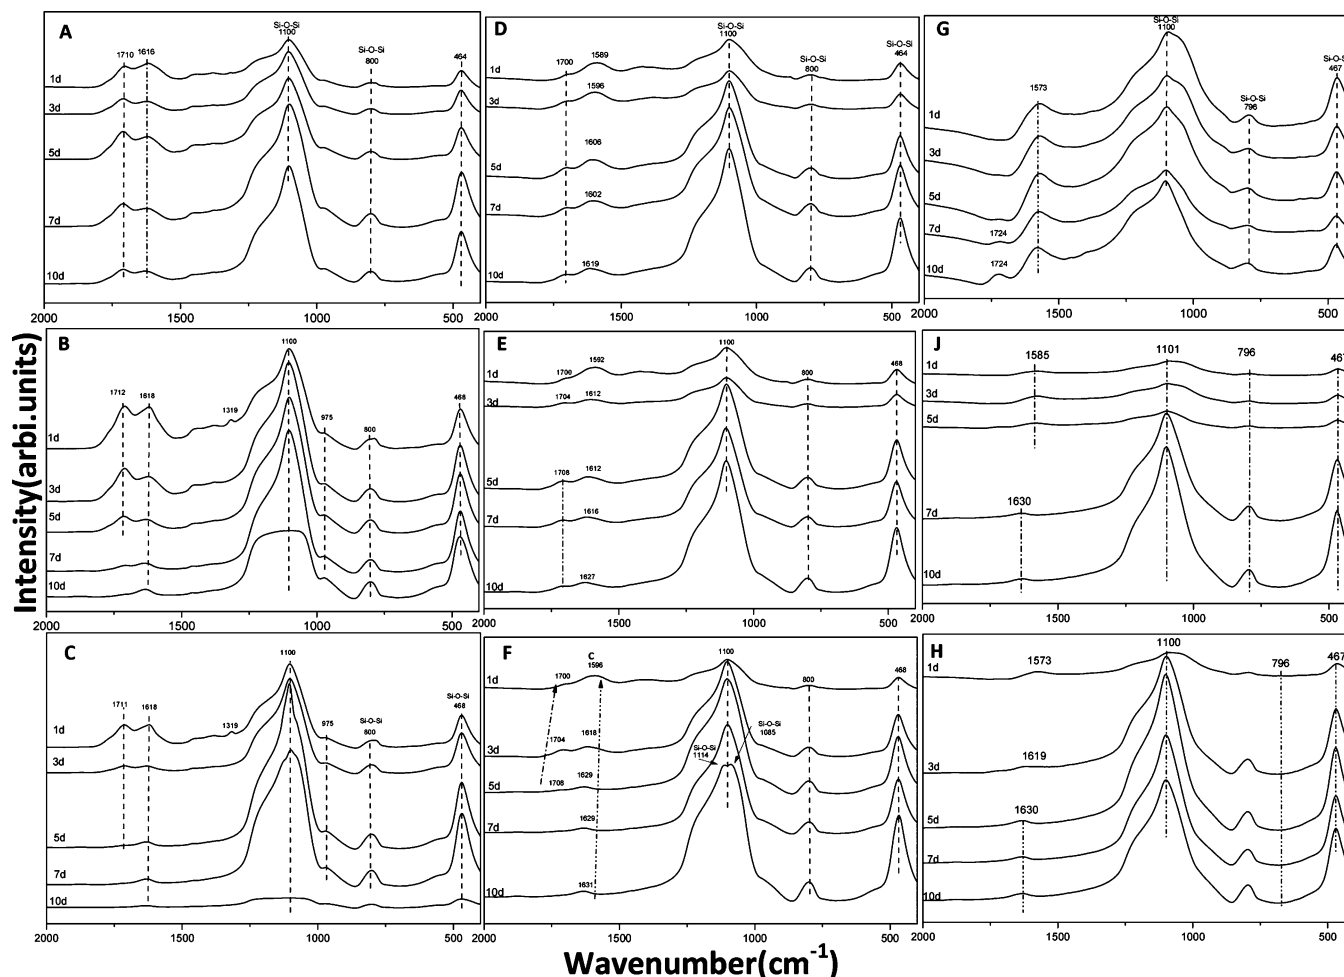 A
Si-O-Si
1100
1710
1616
Si-O-Si
800
464
1d
3d
5d
7d
10d
2000
1500
1000
500
D
Si-O-Si
1100
1700
1589
Si-O-Si
800
464
1d
3d
1596
5d
1606
7d
1602
10d
1619
2000
1500
1000
500
G
Si-O-Si
1100
Si-O-Si
467
1573
Si-O-Si
796
1d
3d
5d
7d
1724
10d
1724
2000
1500
1000
500
B
1100
1712
1618
1319
975
800
468
1d
3d
5d
7d
10d
2000
1500
1000
500
E
1100
1700
1592
800
468
1d
3d
1704
1612
5d
1708
1612
7d
1616
10d
1627
2000
1500
1000
500
J
1585
1101
796
467
1d
3d
5d
7d
1630
10d
2000
1500
1000
500
C
1100
1711
1618
1319
975
Si-O-Si
800
Si-O-Si
468
1d
3d
5d
7d
10d
2000
1500
1000
500
F
C
1700
1596
1100
800
468
1d
3d
1704
1618
Si-O-Si
1114
Si-O-Si
1085
5d
1708
1629
7d
1629
10d
1631
2000
1500
1000
500
H
1573
1100
796
467
1d
3d
1619
5d
1630
7d
10d
2000
1500
1000
500
Intensity(arbi.units)
Wavenumber(cm⁻¹)